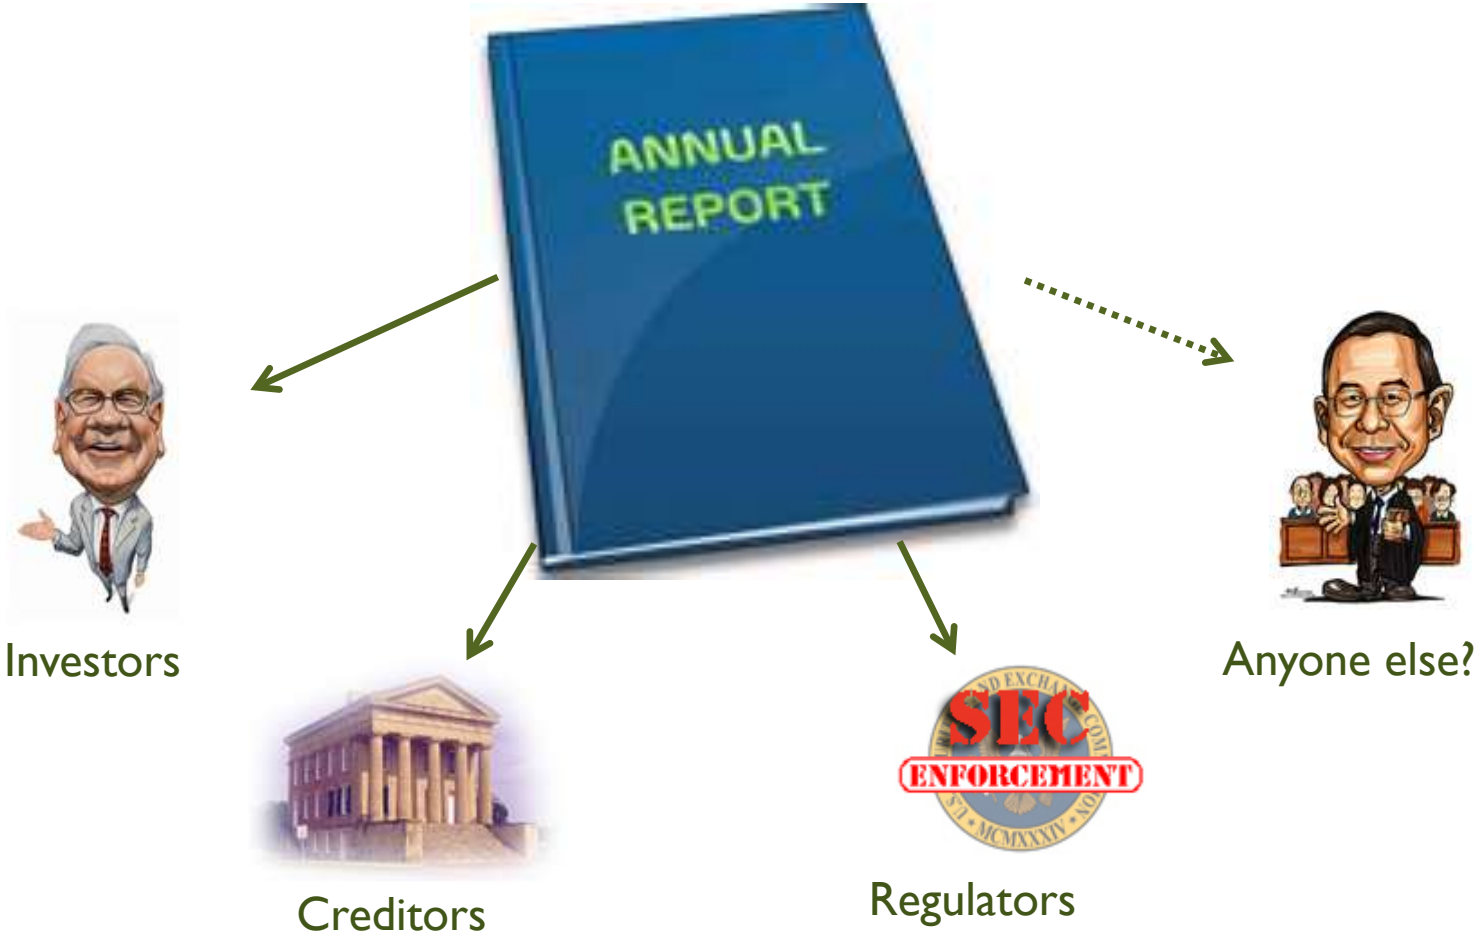 ANNUAL
REPORT
Investors
Anyone else?
SEC
ENFORCEMENT
MCMXXXIV
Creditors
Regulators